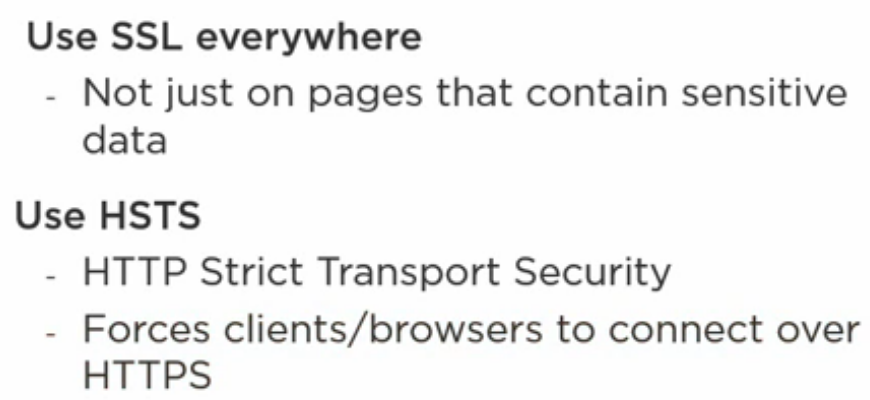 Use SSL everywhere
- Not just on pages that contain sensitive
data
Use HSTS
- HTTP Strict Transport Security
- Forces clients/browsers to connect over
HTTPS